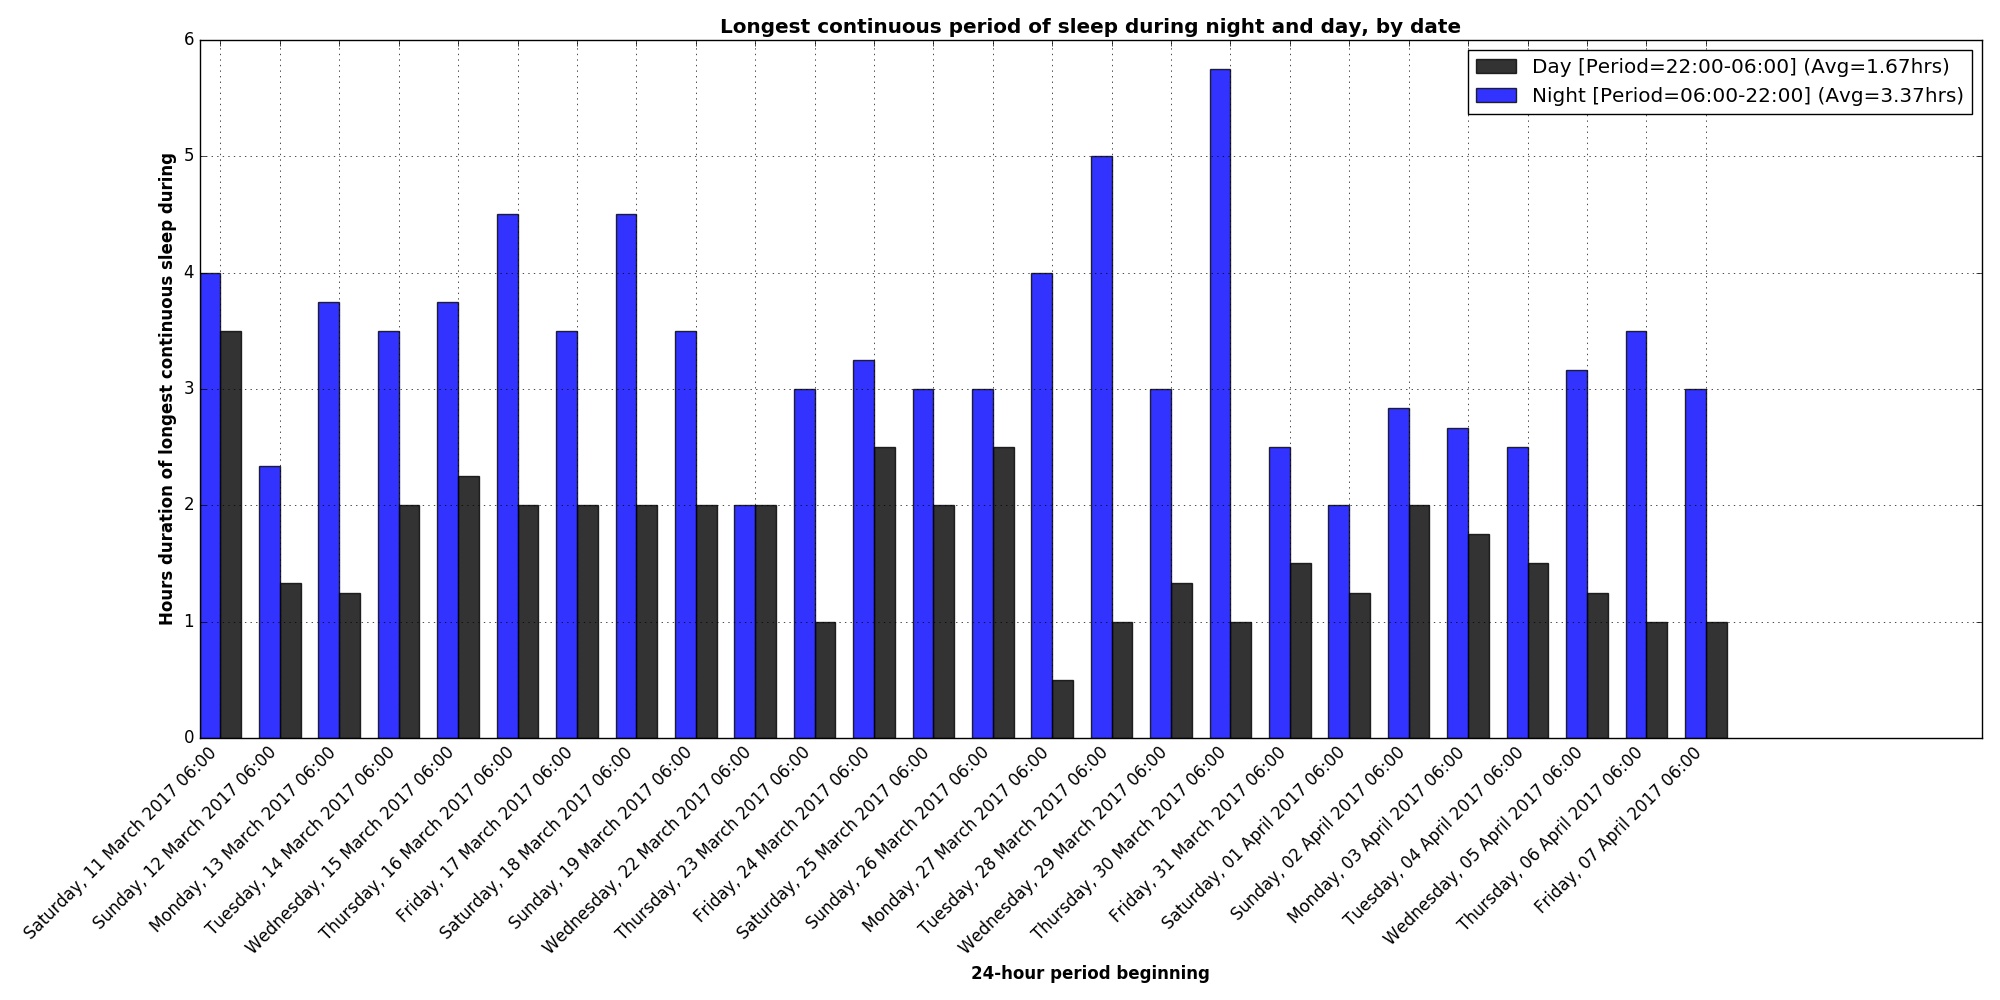 Longest continuous period of sleep during night and day, by date
Day [Period=22:00-06:00] (Avg=1.67hrs)
Night [Period=06:00-22:00] (Avg=3.37hrs)
Hours duration of longest continuous sleep during
6
5
4
3
2
1
0
Saturday, 11 March 2017 06:00
Sunday, 12 March 2017 06:00
Monday, 13 March 2017 06:00
Tuesday, 14 March 2017 06:00
Wednesday, 15 March 2017 06:00
Thursday, 16 March 2017 06:00
Friday, 17 March 2017 06:00
Saturday, 18 March 2017 06:00
Sunday, 19 March 2017 06:00
Wednesday, 22 March 2017 06:00
Thursday, 23 March 2017 06:00
Friday, 24 March 2017 06:00
Saturday, 25 March 2017 06:00
Sunday, 26 March 2017 06:00
Monday, 27 March 2017 06:00
Tuesday, 28 March 2017 06:00
Wednesday, 29 March 2017 06:00
Thursday, 30 March 2017 06:00
Friday, 31 March 2017 06:00
Saturday, 01 April 2017 06:00
Sunday, 02 April 2017 06:00
Monday, 03 April 2017 06:00
Tuesday, 04 April 2017 06:00
Wednesday, 05 April 2017 06:00
Thursday, 06 April 2017 06:00
Friday, 07 April 2017 06:00
24-hour period beginning